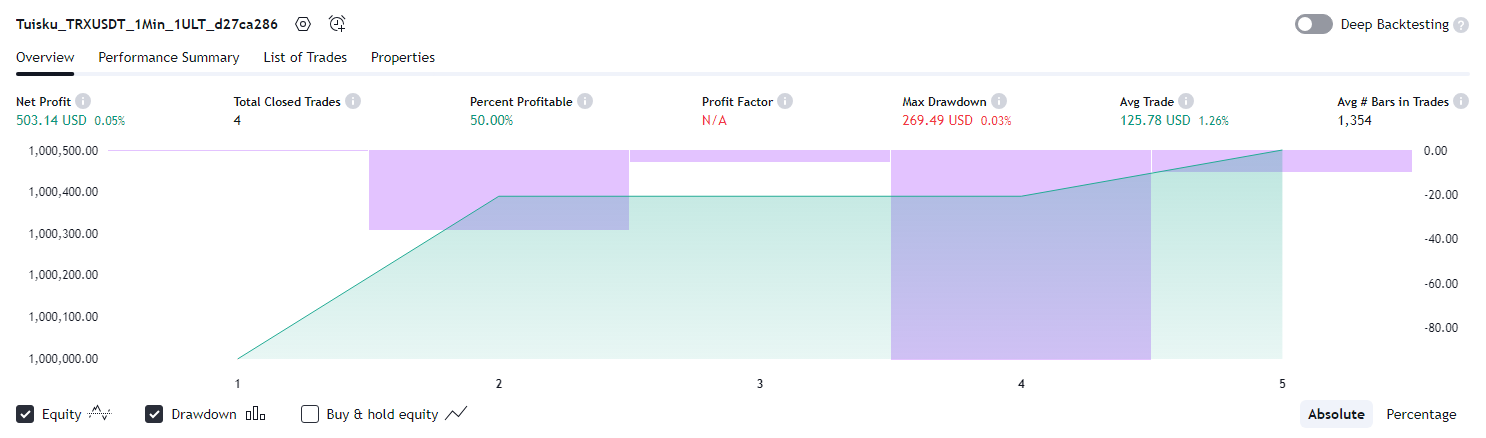 Tuisku_TRXUSDT_1Min_1ULT_d27ca286
Deep Backtesting
Overview Performance Summary List of Trades Properties
Net Profit Total Closed Trades Percent Profitable Profit Factor Max Drawdown Avg Trade Avg # Bars in Trades
503.14 USD 0.05% 4 50.00% N/A 269.49 USD 0.03% 125.78 USD 1.26% 1,354
1,000,500.00 0.00
1,000,400.00 -20.00
1,000,300.00 -40.00
1,000,200.00 -60.00
1,000,100.00 -80.00
1,000,000.00
1 2 3 4 5
Equity Drawdown Buy & hold equity Absolute Percentage